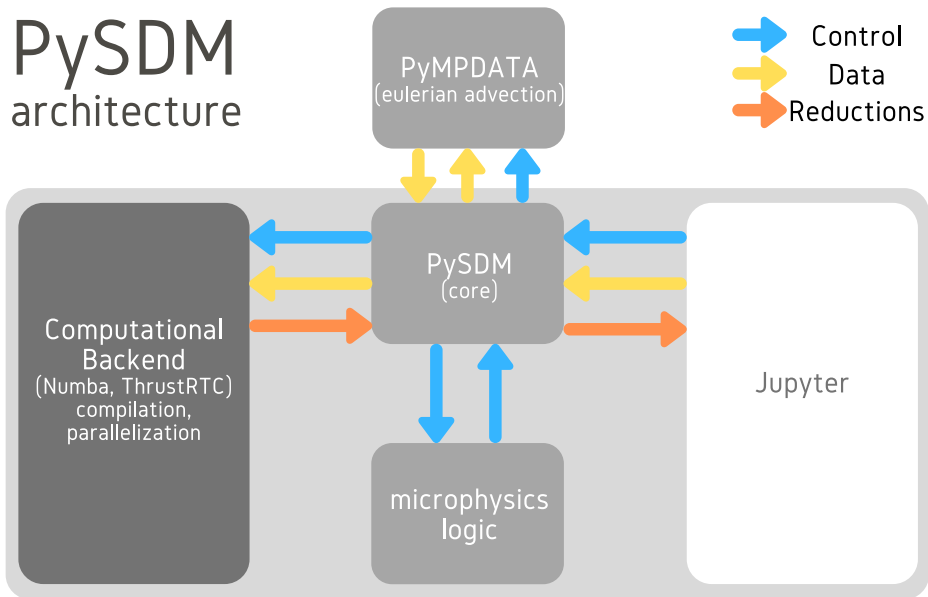 PySDM
architecture
PyMPDATA
(eulerian advection)
Control
Data
Reductions
PySDM
(core)
Computational
Backend
(Numba, ThrustRTC)
compilation,
parallelization
Jupyter
microphysics
logic